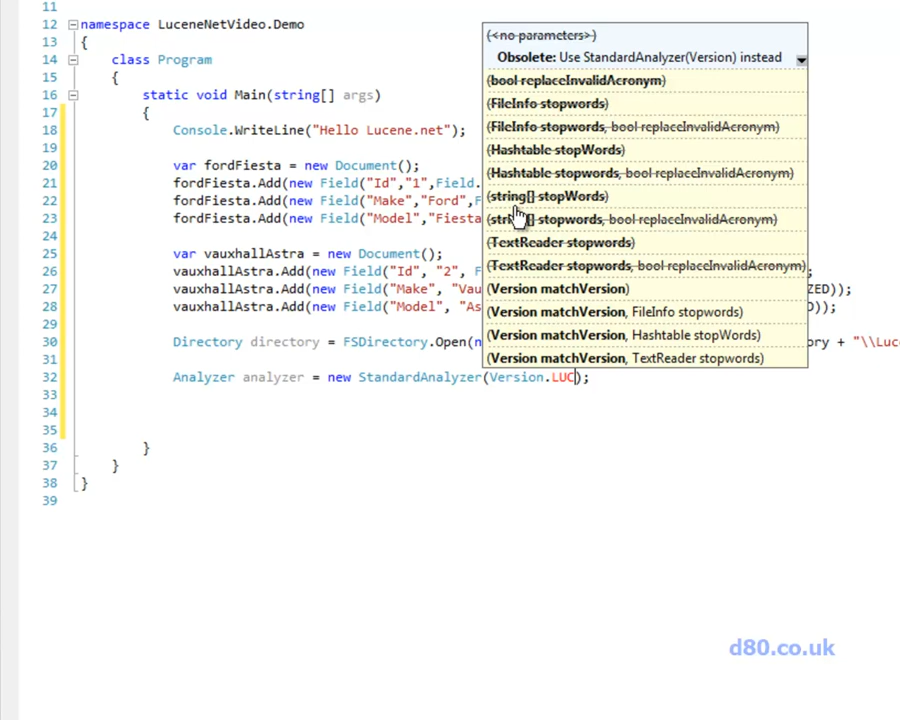 11
12 namespace LuceneNetVideo.Demo
13 {
14 class Program
15 {
16 static void Main(string[] args)
17 {
18 Console.WriteLine("Hello Lucene.net");
19
20 var fordFiesta = new Document();
21 fordFiesta.Add(new Field("Id","1",Field.
22 fordFiesta.Add(new Field("Make","Ford",F
23 fordFiesta.Add(new Field("Model","Fiesta
24
25 var vauxhallAstra = new Document();
26 vauxhallAstra.Add(new Field("Id", "2", F ;
27 vauxhallAstra.Add(new Field("Make", "Vau ZED));
28 vauxhallAstra.Add(new Field("Model", "As D));
29
30 Directory directory = FSDirectory.Open(n ory + "\\Luc
31
32 Analyzer analyzer = new StandardAnalyzer(Version.LUC);
33
34
35
36 }
37 }
38 }
39
(<no parameters>)
Obsolete: Use StandardAnalyzer(Version) instead
(bool replaceInvalidAcronym)
(FileInfo stopwords)
(FileInfo stopwords, bool replaceInvalidAcronym)
(Hashtable stopWords)
(Hashtable stopwords, bool replaceInvalidAcronym)
(string[] stopWords)
(string[] stopwords, bool replaceInvalidAcronym)
(TextReader stopwords)
(TextReader stopwords, bool replaceInvalidAcronym)
(Version matchVersion)
(Version matchVersion, FileInfo stopwords)
(Version matchVersion, Hashtable stopWords)
(Version matchVersion, TextReader stopwords)
d80.co.uk